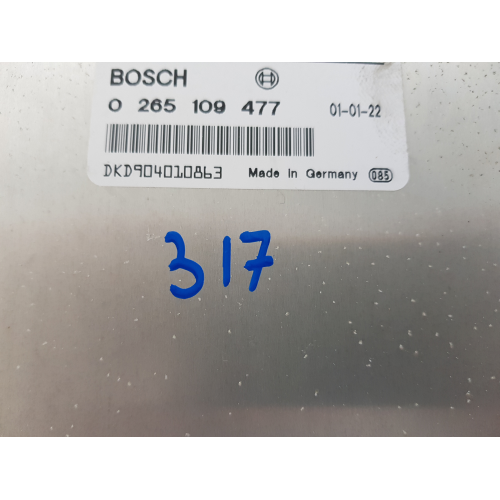 BOSCH
0 265 109 477 01-01-22
DKD904010863 Made in Germany 085
317